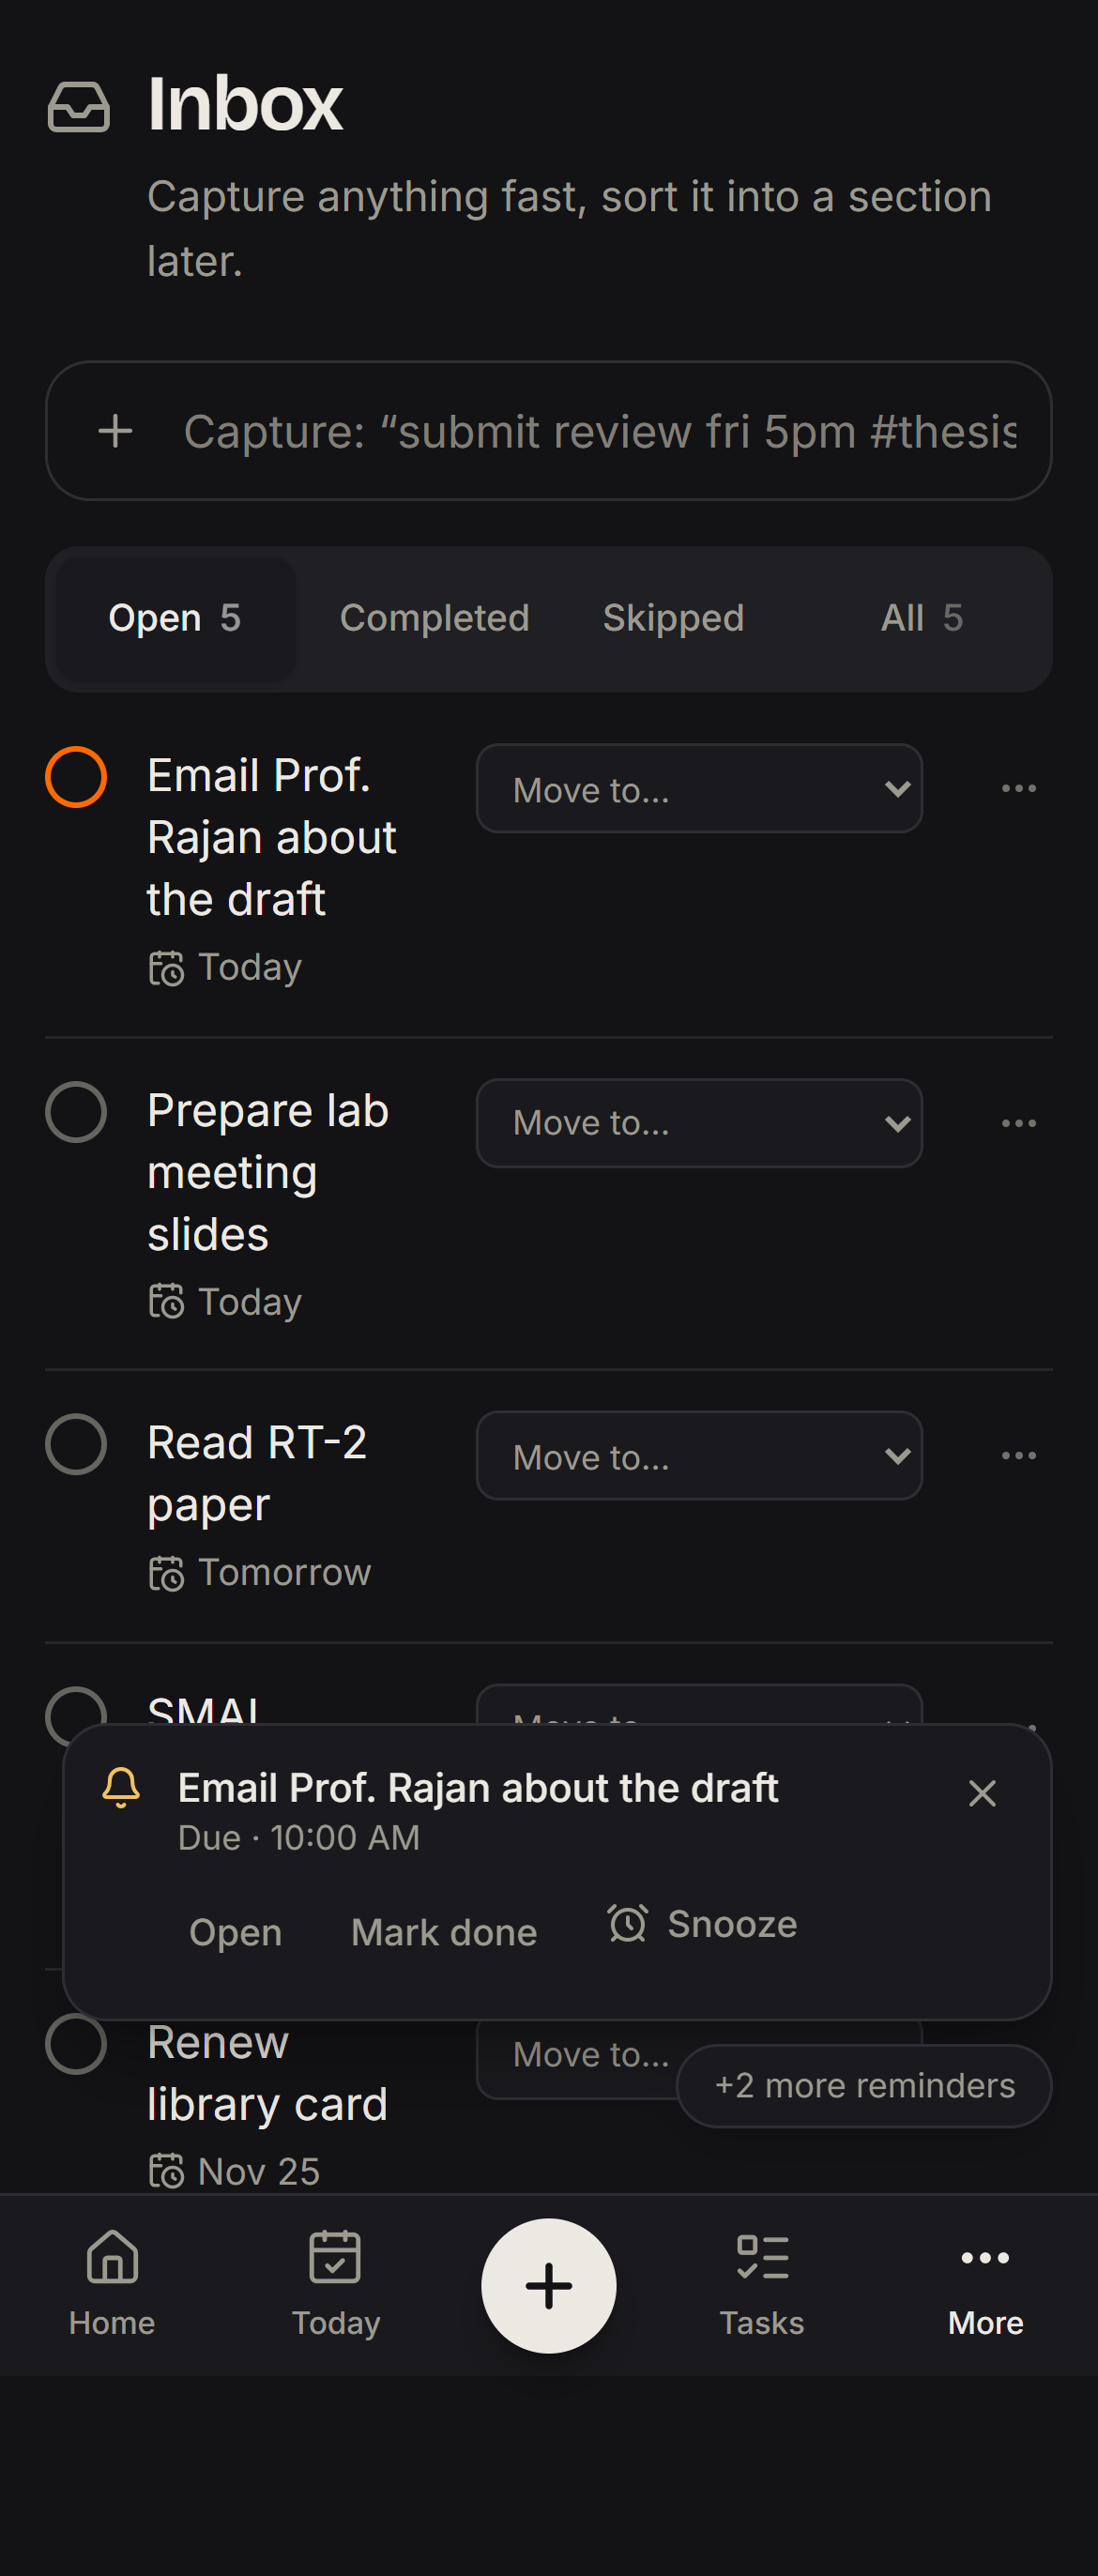 Inbox
Capture anything fast, sort it into a section
later.
Capture: “submit review fri 5pm #thesis
Open 5 Completed Skipped All 5
Email Prof.
Rajan about
the draft
Today
Move to...
Prepare lab
meeting
slides
Today
Move to...
Read RT-2
paper
Tomorrow
Move to...
SMAI
Move to...
Email Prof. Rajan about the draft
Due · 10:00 AM
Open Mark done Snooze
Renew
library card
Nov 25
Move to...
+2 more reminders
Home Today Tasks More